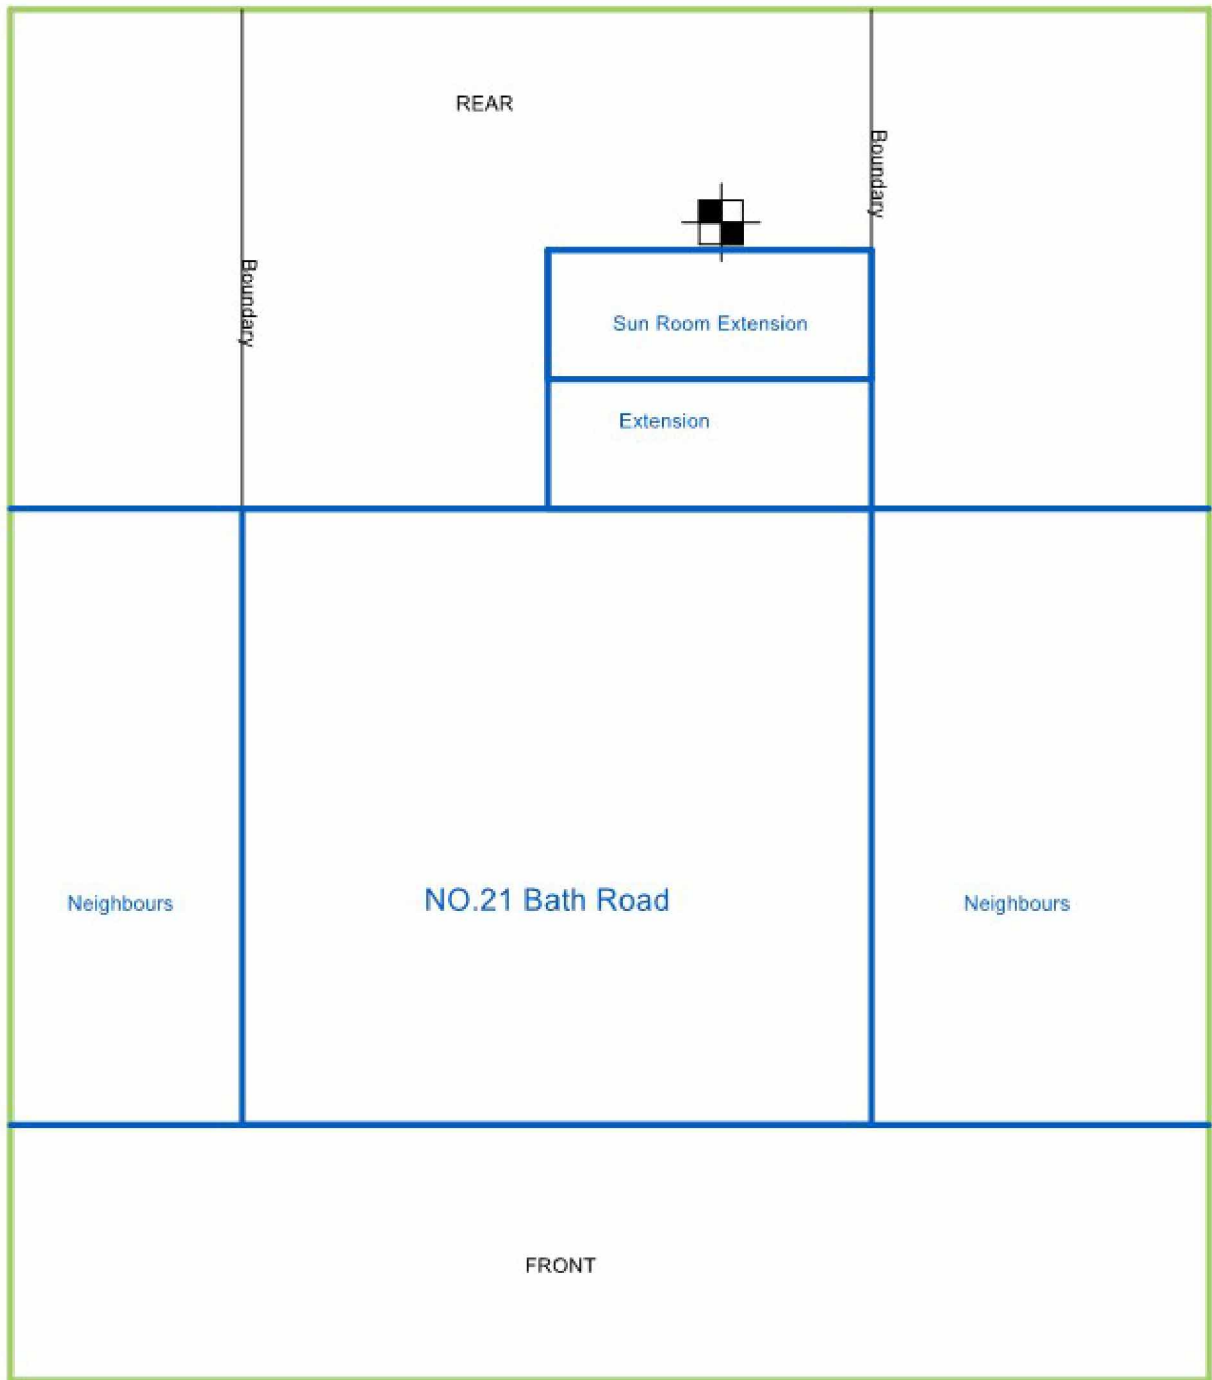 REAR
Boundary
Boundary
Sun Room Extension
Extension
Neighbours
NO.21 Bath Road
Neighbours
FRONT